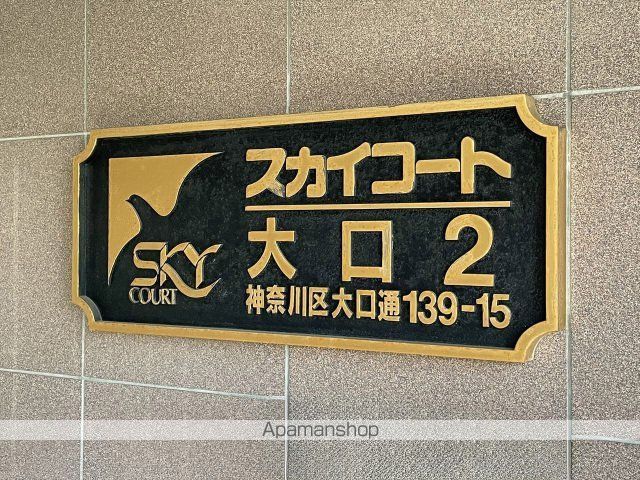 スカイコート
大口2
神奈川区大口通139-15
SKY
COURT
Apamanshop